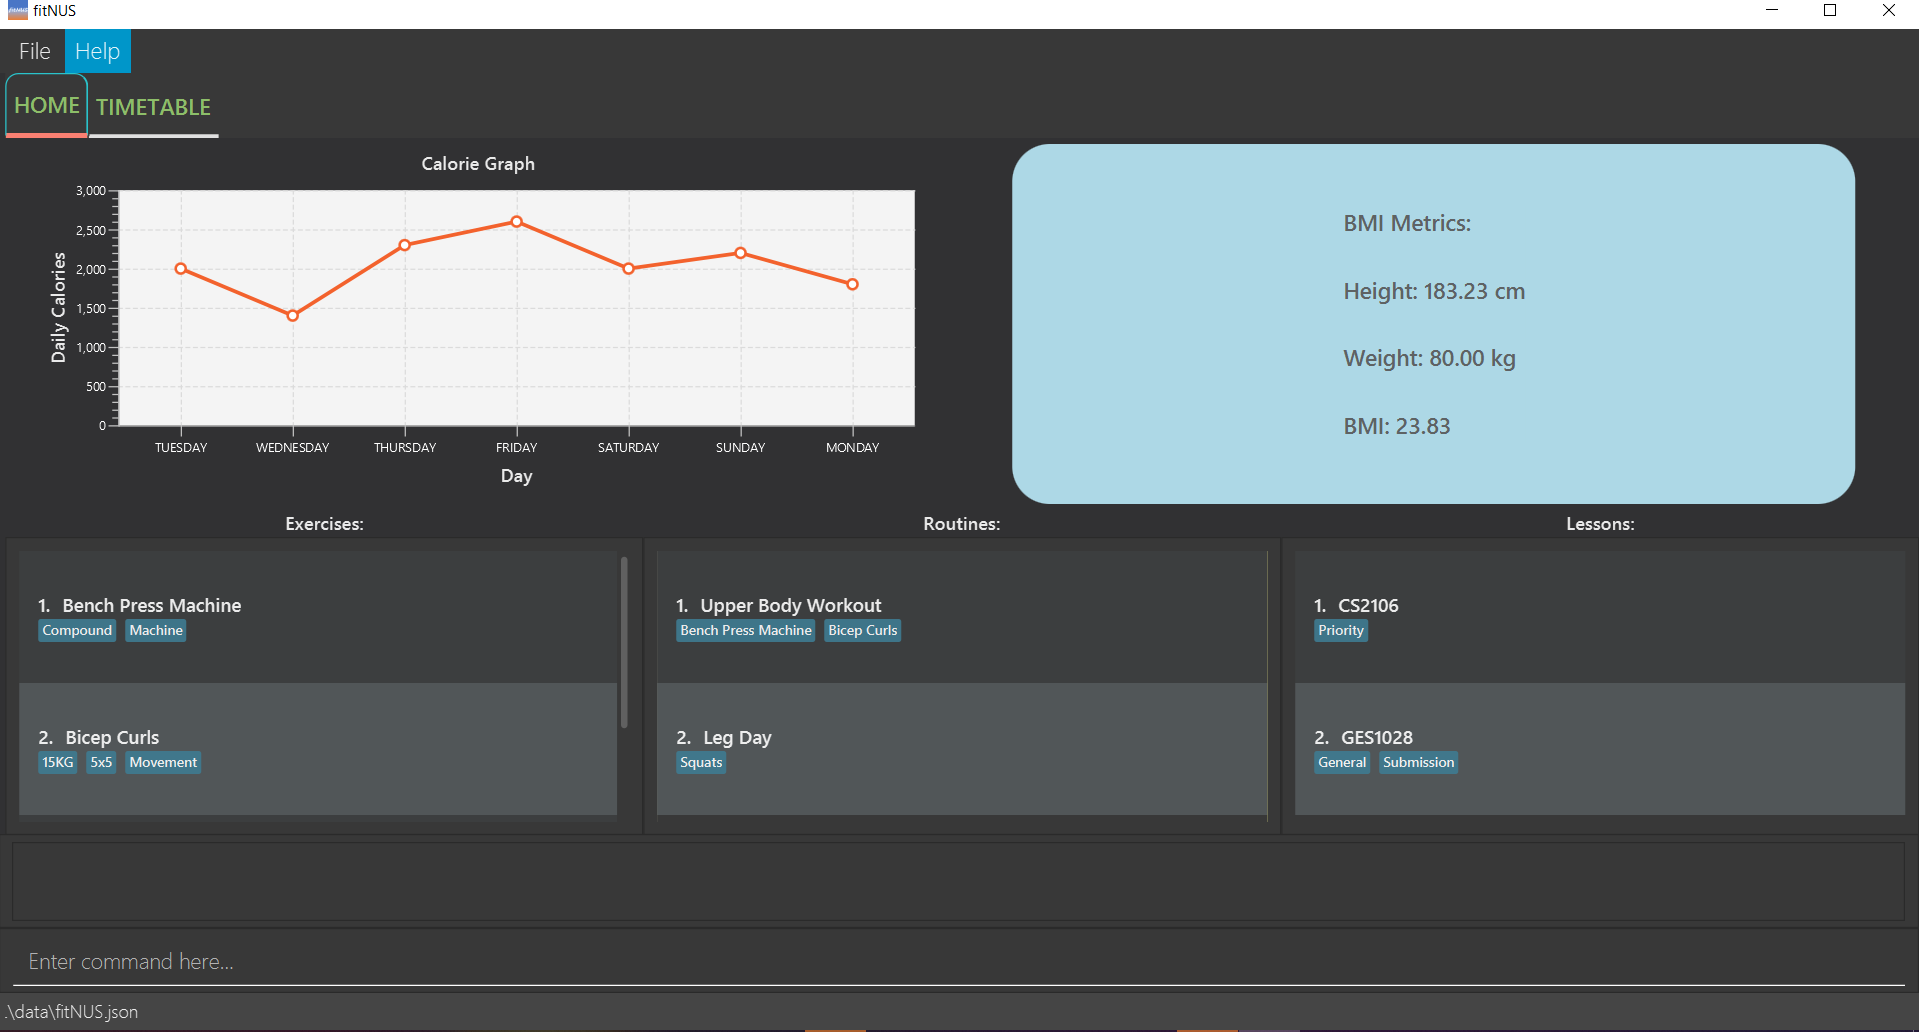 fitNUS
File Help
HOME TIMETABLE
Calorie Graph
3,000
2,500
2,000
1,500
1,000
500
0
Daily Calories
TUESDAY WEDNESDAY THURSDAY FRIDAY SATURDAY SUNDAY MONDAY
Day
BMI Metrics:
Height: 183.23 cm
Weight: 80.00 kg
BMI: 23.83
Exercises:
1. Bench Press Machine
Compound Machine
2. Bicep Curls
15KG 5x5 Movement
Routines:
1. Upper Body Workout
Bench Press Machine Bicep Curls
2. Leg Day
Squats
Lessons:
1. CS2106
Priority
2. GES1028
General Submission
Enter command here...
.\data\fitNUS.json